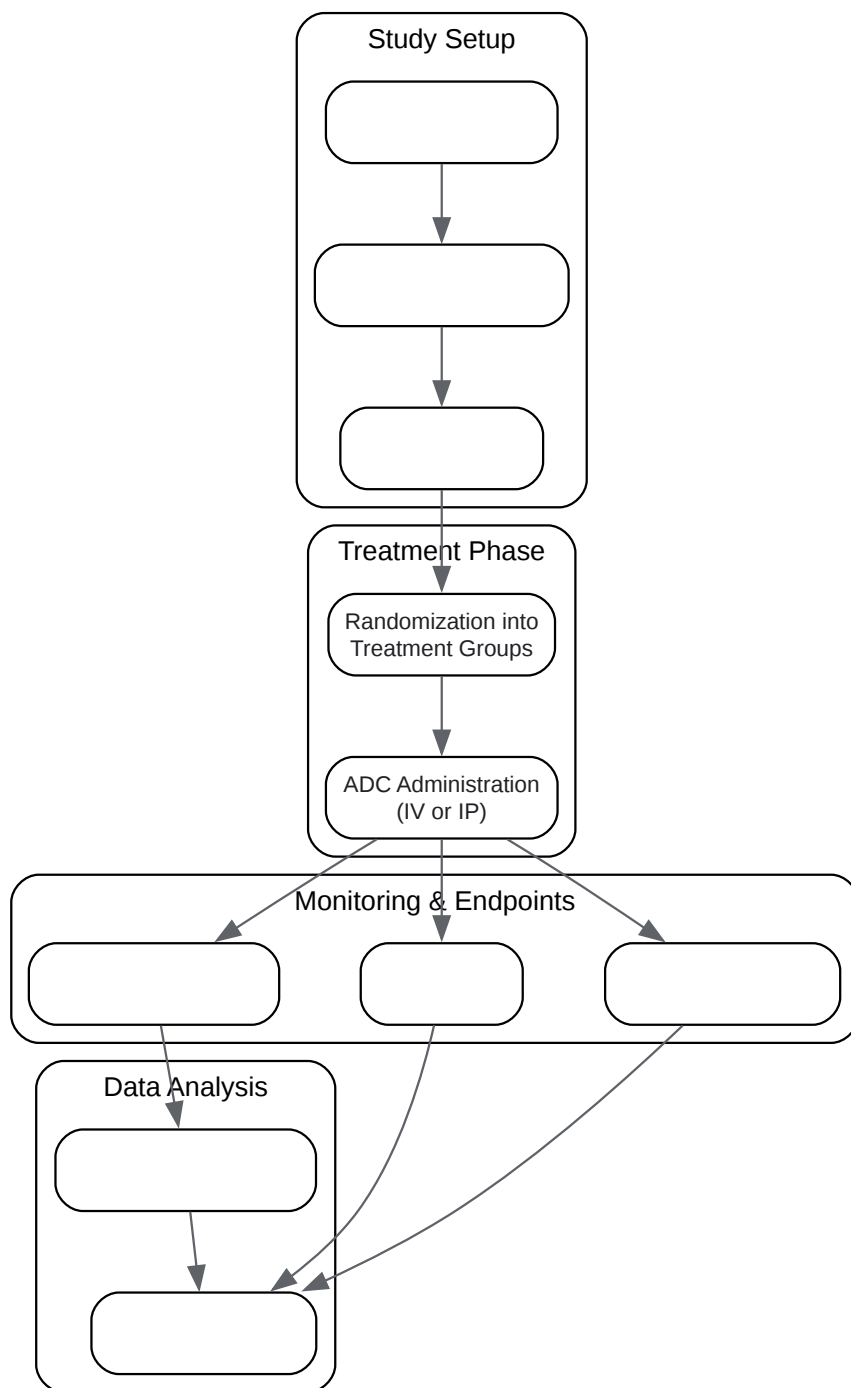 Study Setup
Treatment Phase
Randomization into
Treatment Groups
ADC Administration
(IV or IP)
Monitoring & Endpoints
Data Analysis